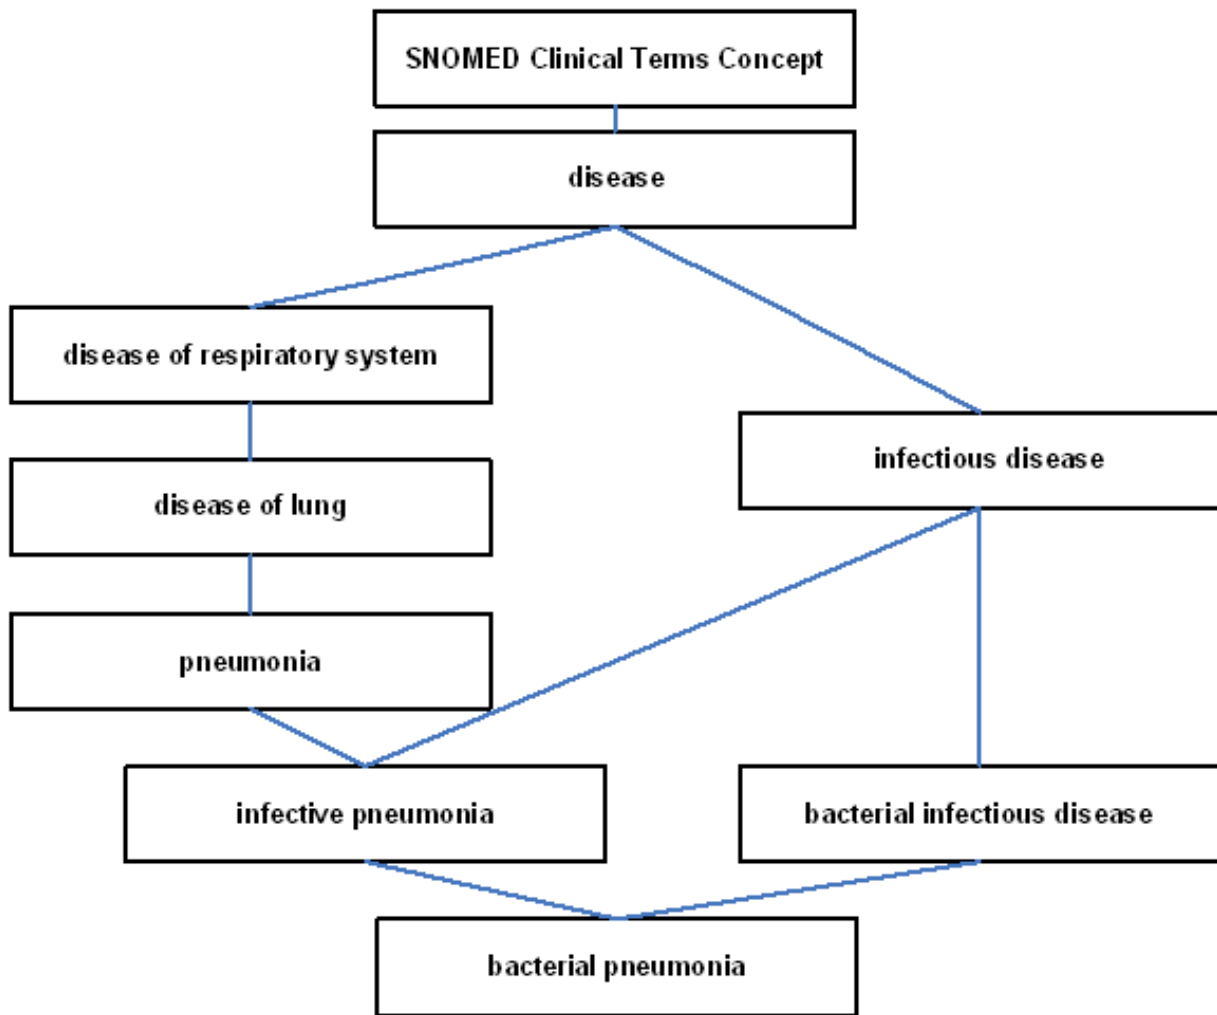 SNOMED Clinical Terms Concept
disease
disease of respiratory system
infectious disease
disease of lung
pneumonia
infective pneumonia
bacterial infectious disease
bacterial pneumonia